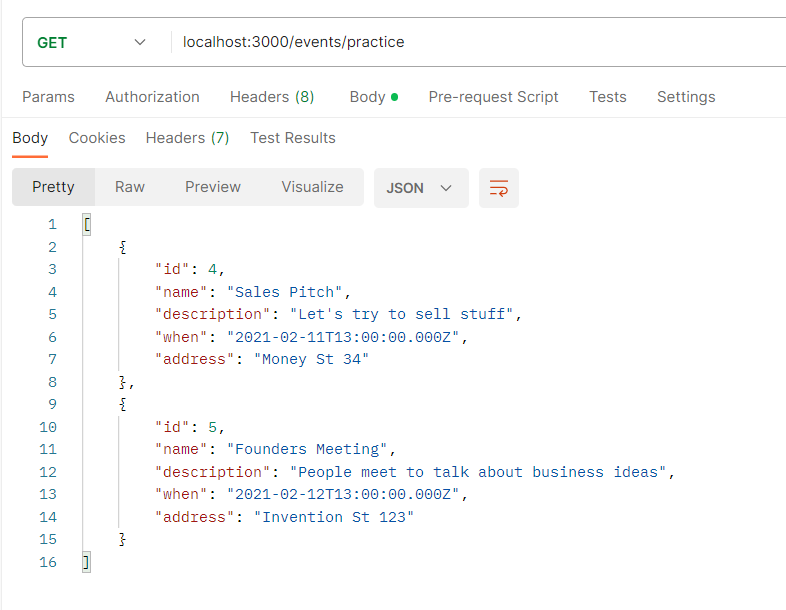 GET localhost:3000/events/practice
Params Authorization Headers (8) Body Pre-request Script Tests Settings
Body Cookies Headers (7) Test Results
Pretty Raw Preview Visualize JSON
1 [
2 {
3 "id": 4,
4 "name": "Sales Pitch",
5 "description": "Let's try to sell stuff",
6 "when": "2021-02-11T13:00:00.000Z",
7 "address": "Money St 34"
8 },
9 {
10 "id": 5,
11 "name": "Founders Meeting",
12 "description": "People meet to talk about business ideas",
13 "when": "2021-02-12T13:00:00.000Z",
14 "address": "Invention St 123"
15 }
16 ]